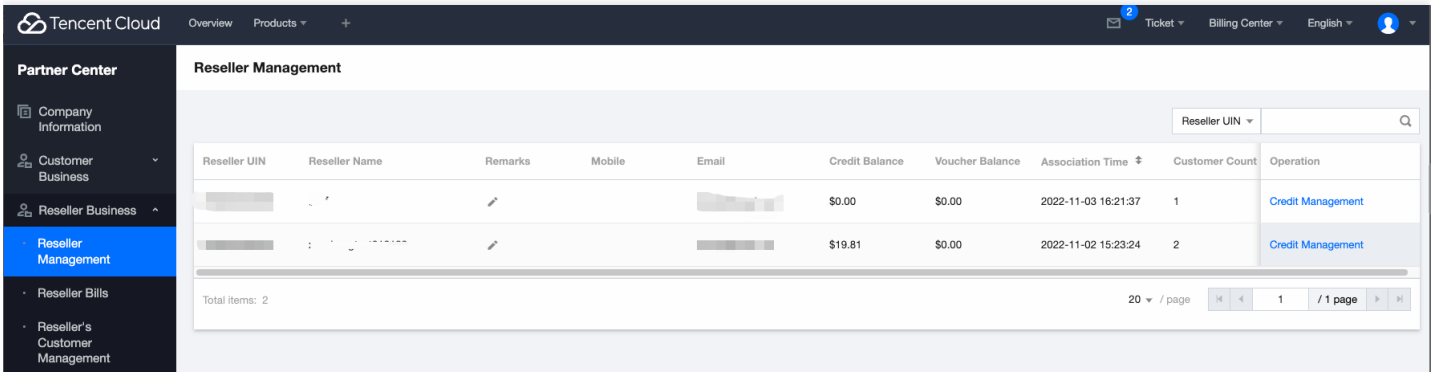 Tencent Cloud Overview Products + 2 Ticket Billing Center English
Partner Center
Reseller Management
Company
Information
Reseller UIN
Customer
Business
Reseller UIN Reseller Name Remarks Mobile Email Credit Balance Voucher Balance Association Time Customer Count Operation
$0.00 $0.00 2022-11-03 16:21:37 1 Credit Management
Reseller Business
Reseller
Management
$19.81 $0.00 2022-11-02 15:23:24 2 Credit Management
Reseller Bills
Total items: 2 20 / page 1 / 1 page
Reseller's
Customer
Management